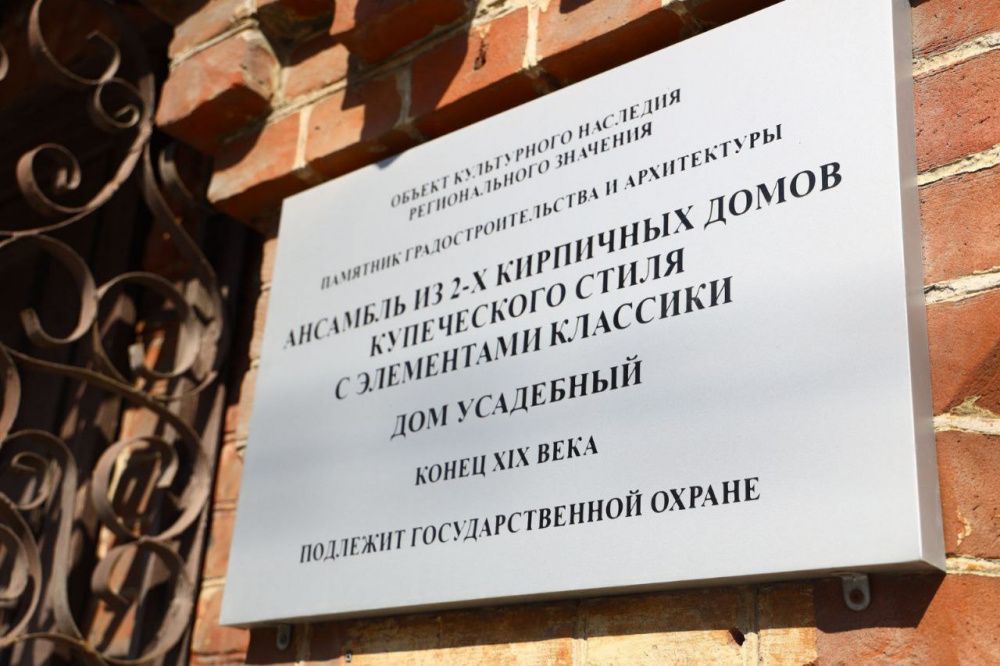 ОБЪЕКТ КУЛЬТУРНОГО НАСЛЕДИЯ
РЕГИОНАЛЬНОГО ЗНАЧЕНИЯ
ПАМЯТНИК ГРАДОСТРОИТЕЛЬСТВА И АРХИТЕКТУРЫ
АНСАМБЛЬ ИЗ 2-Х КИРПИЧНЫХ ДОМОВ
КУПЕЧЕСКОГО СТИЛЯ
С ЭЛЕМЕНТАМИ КЛАССИКИ
ДОМ УСАДЕБНЫЙ
КОНЕЦ XIX ВЕКА
ПОДЛЕЖИТ ГОСУДАРСТВЕННОЙ ОХРАНЕ